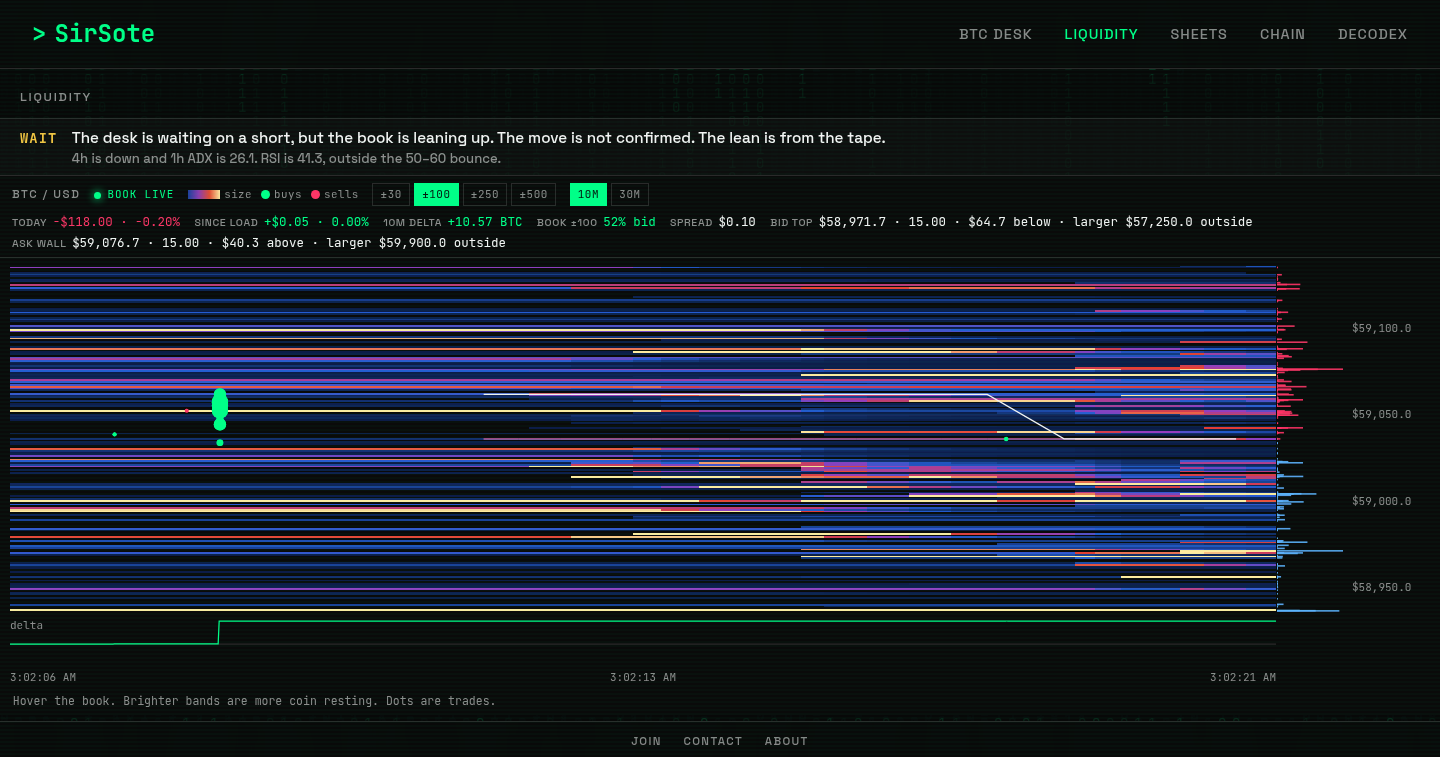 > SirSote
BTC DESK LIQUIDITY SHEETS CHAIN DECODEX
LIQUIDITY
WAIT The desk is waiting on a short, but the book is leaning up. The move is not confirmed. The lean is from the tape.
4h is down and 1h ADX is 26.1. RSI is 41.3, outside the 50–60 bounce.
BTC / USD BOOK LIVE size buys sells ±30 ±100 ±250 ±500 10M 30M
TODAY -$118.00 · -0.20% SINCE LOAD +$0.05 · 0.00% 10M DELTA +10.57 BTC BOOK ±100 52% bid SPREAD $0.10 BID TOP $58,971.7 · 15.00 · $64.7 below · larger $57,250.0 outside
ASK WALL $59,076.7 · 15.00 · $40.3 above · larger $59,900.0 outside
$59,100.0
$59,050.0
$59,000.0
$58,950.0
delta
3:02:06 AM 3:02:13 AM 3:02:21 AM
Hover the book. Brighter bands are more coin resting. Dots are trades.
JOIN CONTACT ABOUT